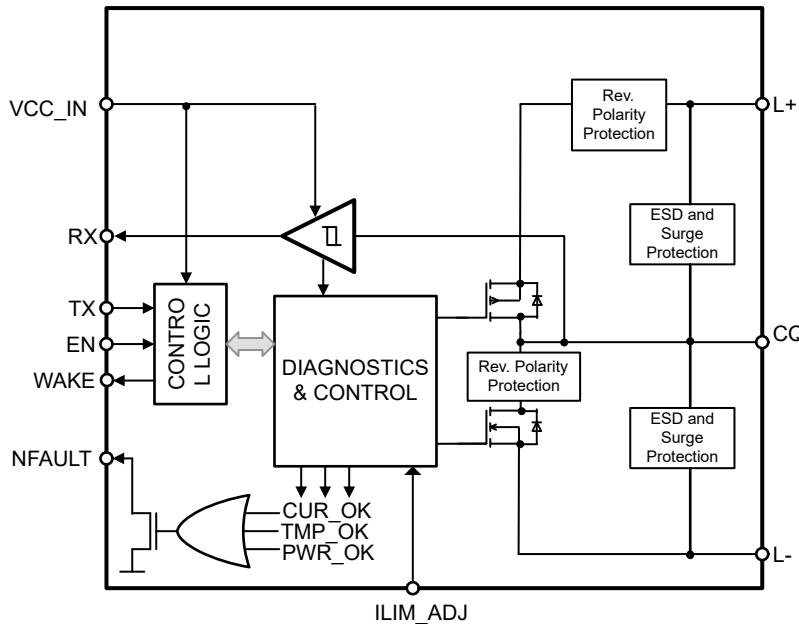 VCC_IN
Rev.
Polarity
Protection
L+
ESD and
Surge
Protection
RX
TX
EN
WAKE
CONTRO
L LOGIC
DIAGNOSTICS
& CONTROL
Rev. Polarity
Protection
CQ
ESD and
Surge
Protection
NFAULT
CUR_OK
TMP_OK
PWR_OK
L-
ILIM_ADJ